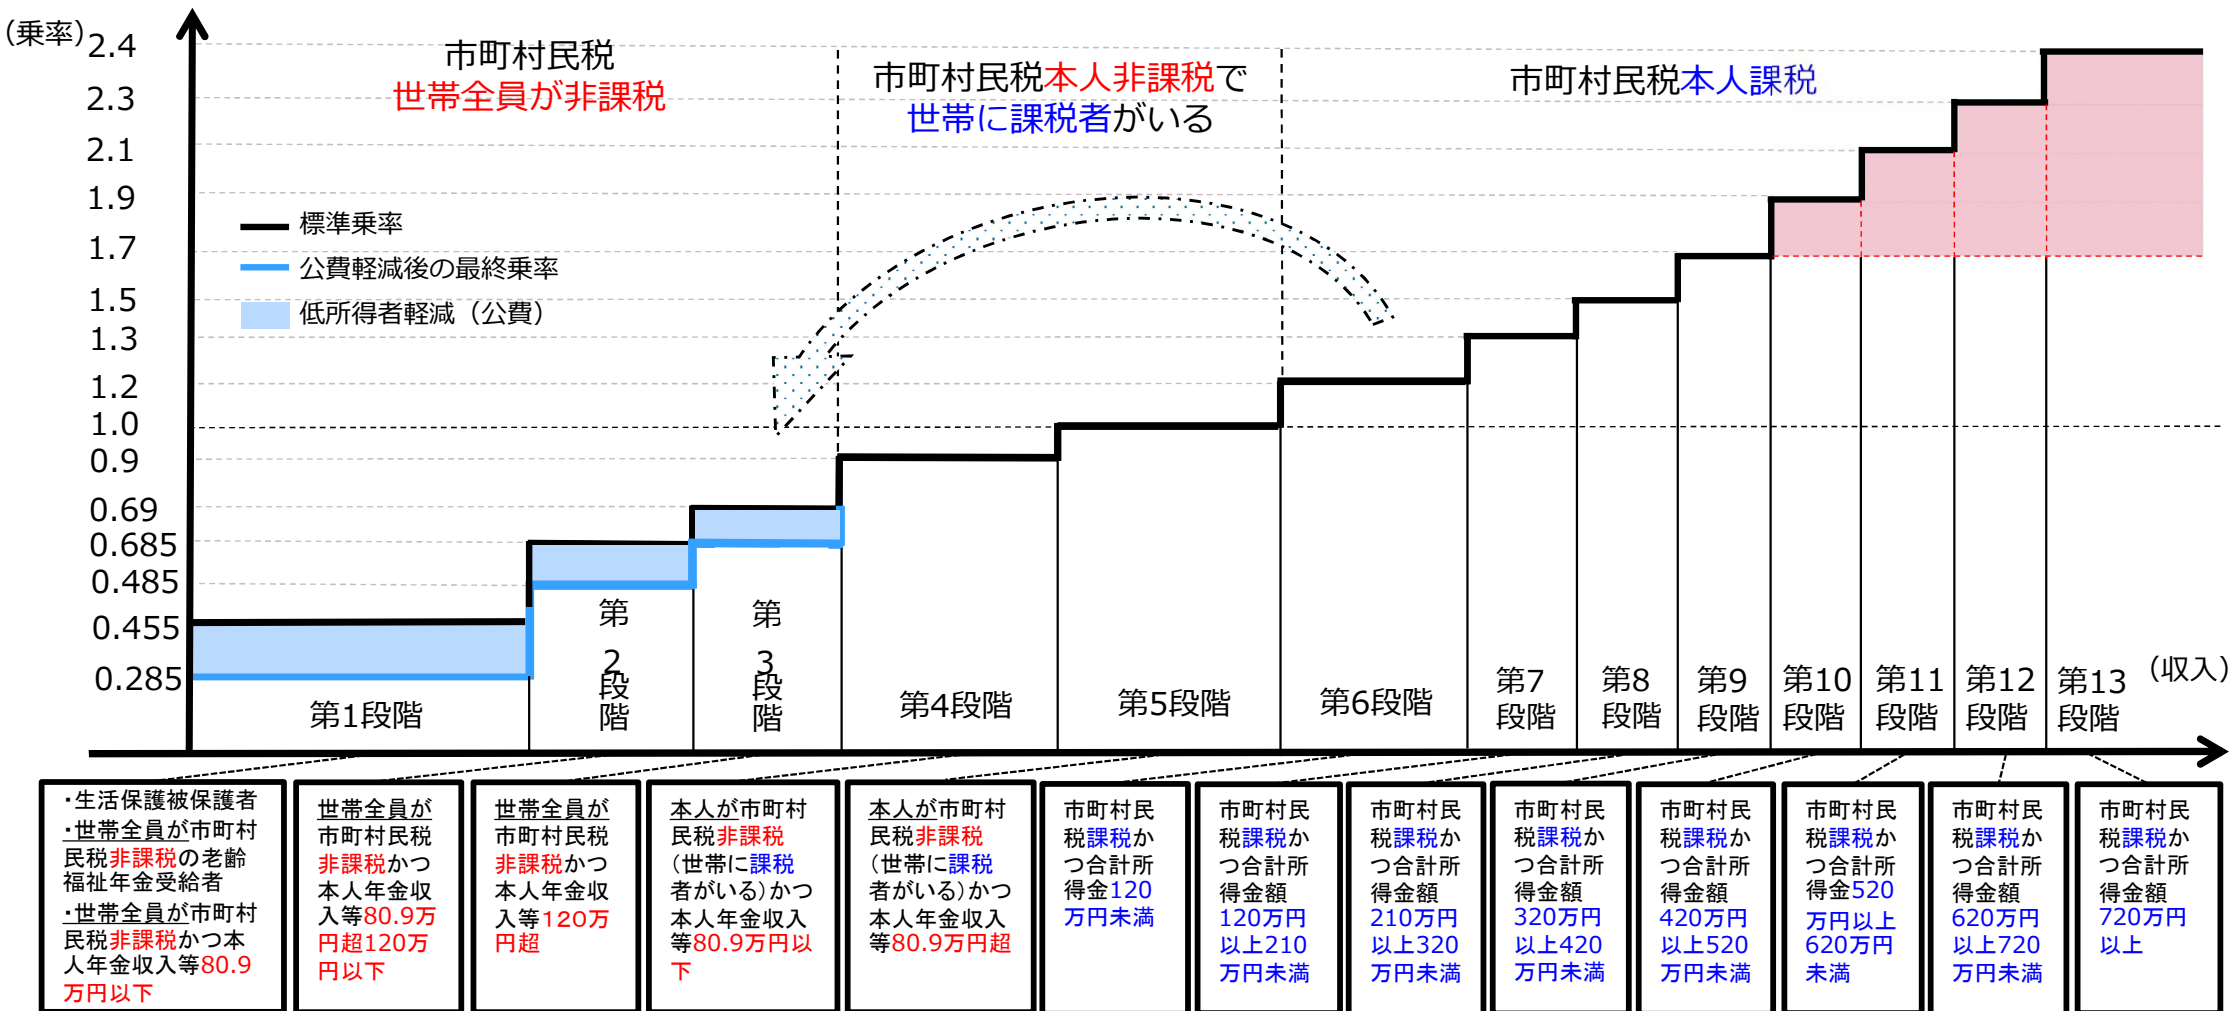 （乗率）
2.4
2.3
2.1
1.9
1.7
1.5
1.3
1.2
1.0
0.9
0.69
0.685
0.485
0.455
0.285
市町村民税
世帯全員が非課税
市町村民税本人非課税で
世帯に課税者がいる
市町村民税本人課税
標準乗率
公費軽減後の最終乗率
低所得者軽減（公費）
第1段階
第
2
段
階
第
3
段
階
第4段階
第5段階
第6段階
第7
段階
第8
段階
第9
段階
第10
段階
第11
段階
第12
段階
第13
段階
（収入）
・生活保護被保護者
・世帯全員が市町村
民税非課税の老齢
福祉年金受給者
・世帯全員が市町村
民税非課税かつ本
人年金収入等80.9
万円以下
世帯全員が
市町村民税
非課税かつ
本人年金収
入等80.9万
円超120万
円以下
世帯全員が
市町村民税
非課税かつ
本人年金収
入等120万
円超
本人が市町村
民税非課税
（世帯に課税
者がいる）かつ
本人年金収入
等80.9万円以
下
本人が市町村
民税非課税
（世帯に課税
者がいる）かつ
本人年金収入
等80.9万円超
市町村民
税課税か
つ合計所
得金120
万円未満
市町村民
税課税か
つ合計所
得金額
120万円
以上210
万円未満
市町村民
税課税か
つ合計所
得金額
210万円
以上320
万円未満
市町村民
税課税か
つ合計所
得金額
320万円
以上420
万円未満
市町村民
税課税か
つ合計所
得金額
420万円
以上520
万円未満
市町村民
税課税か
つ合計所
得金520
万円以上
620万円
未満
市町村民
税課税か
つ合計所
得金額
620万円
以上720
万円未満
市町村民
税課税か
つ合計所
得金額
720万円
以上